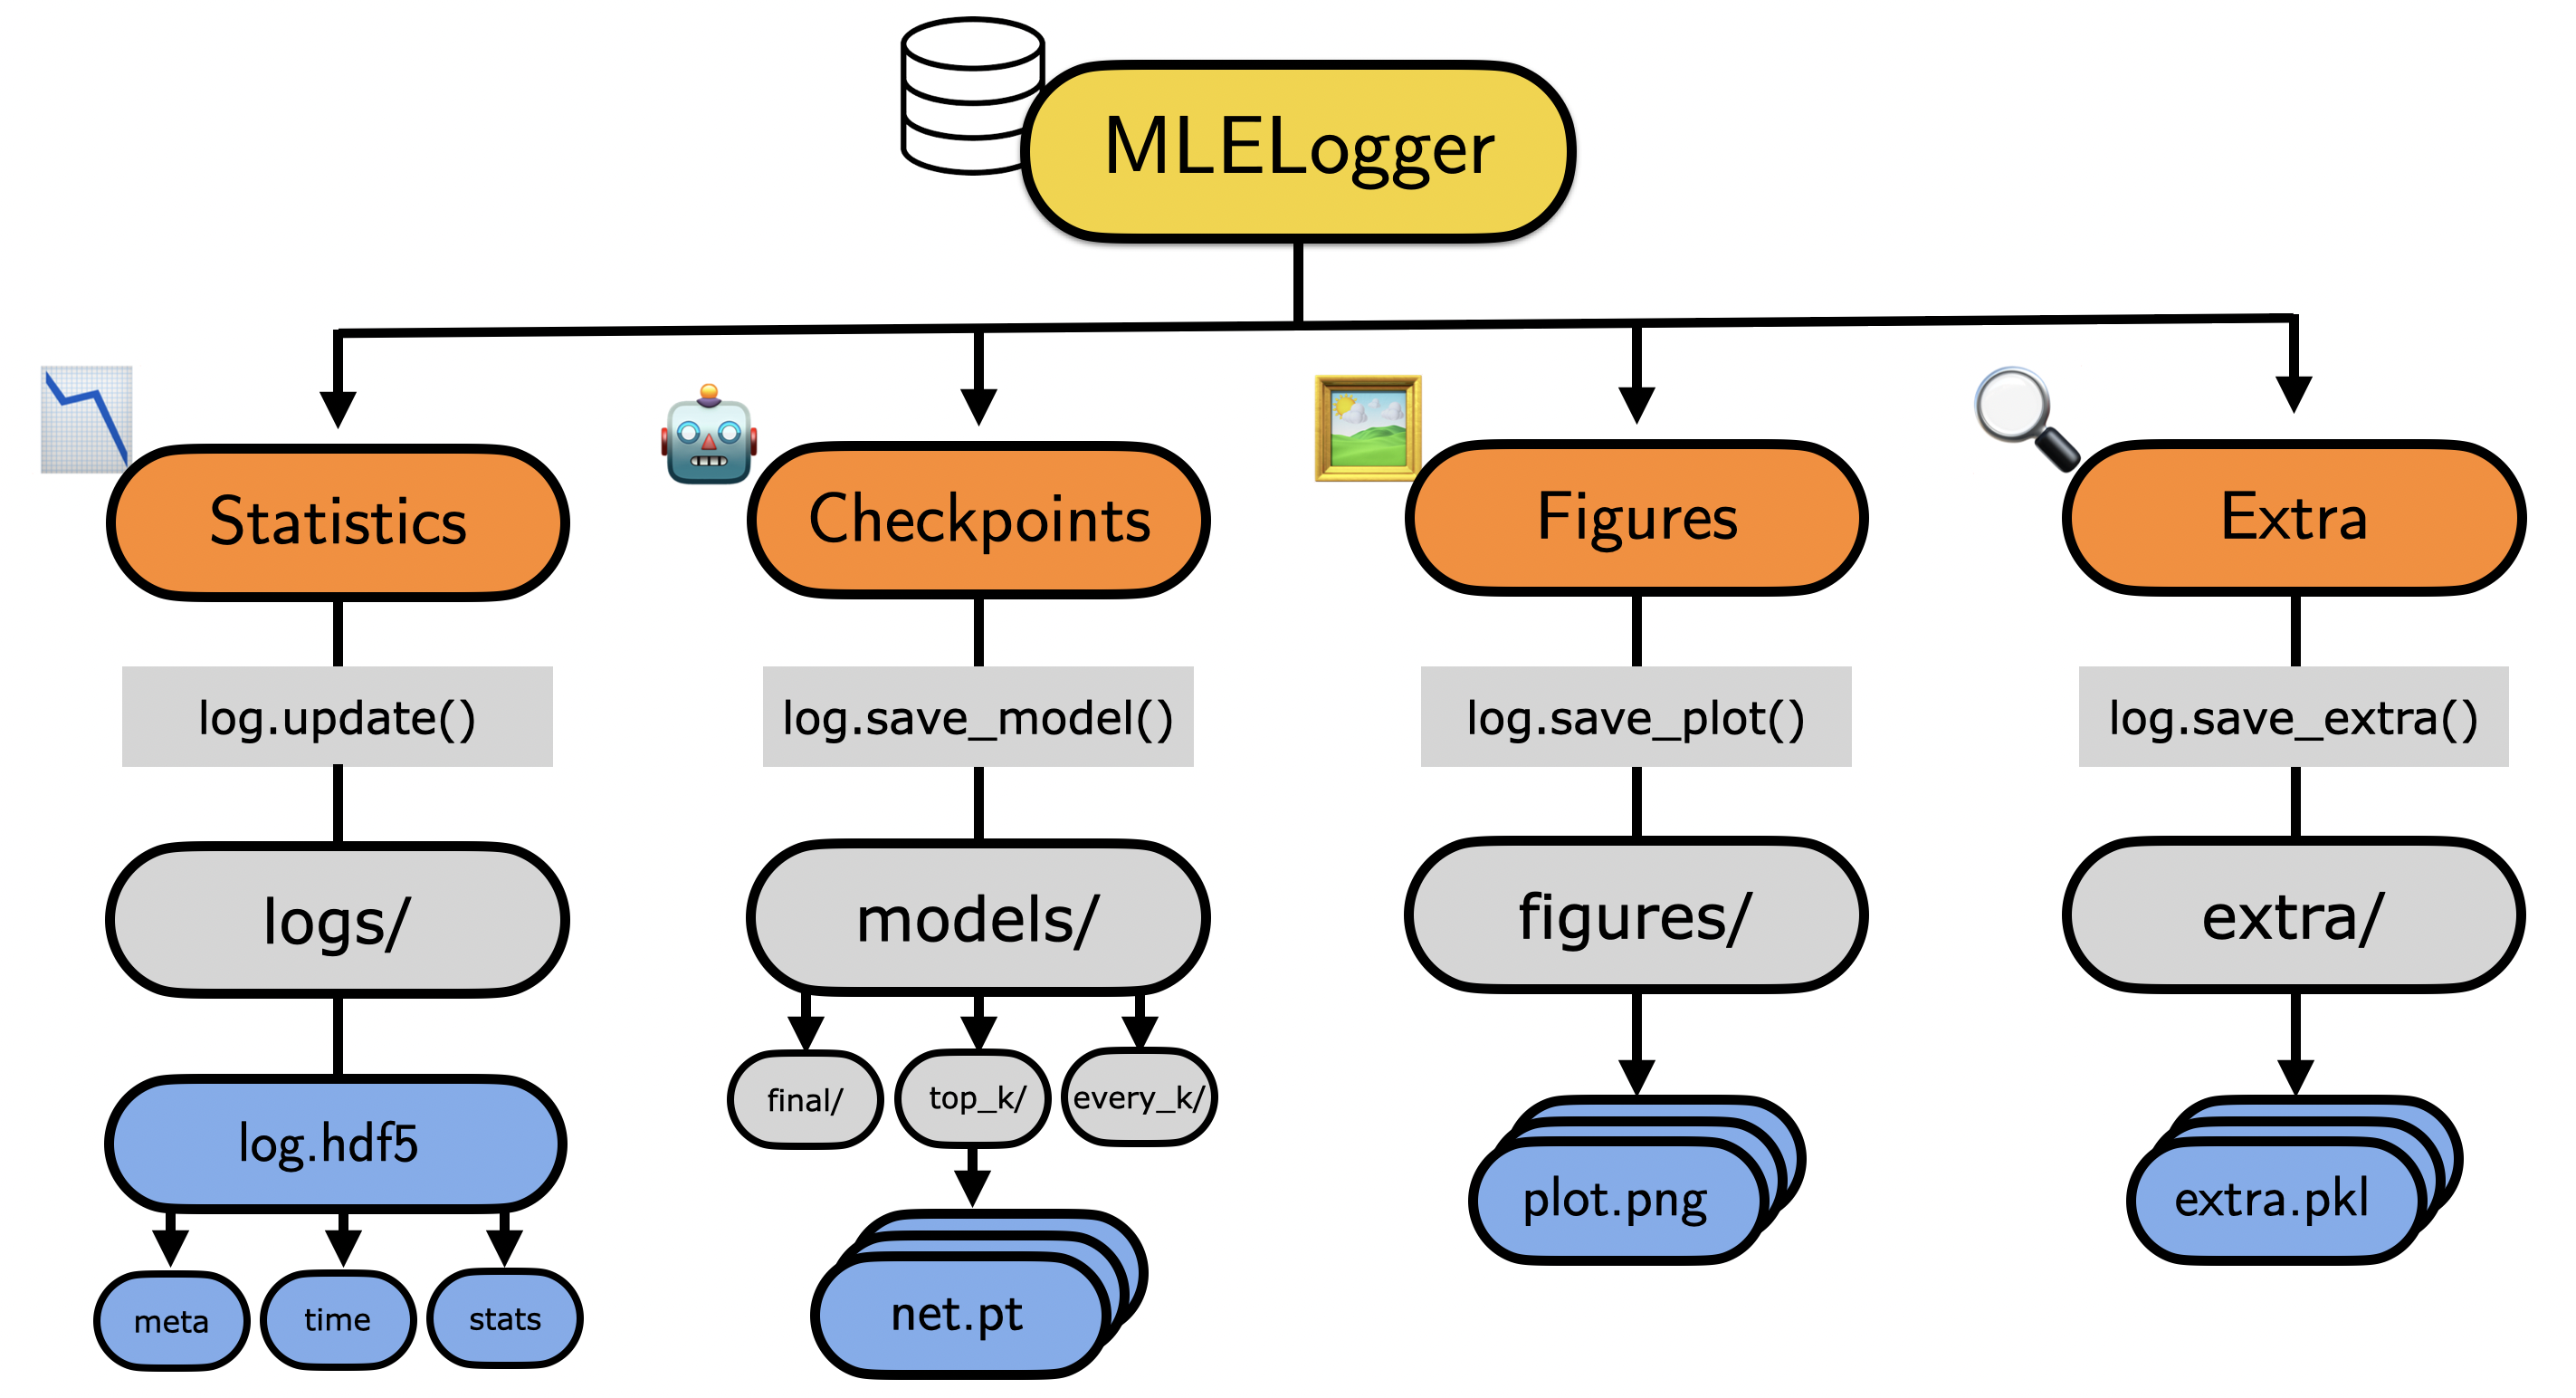 MLELogger
Statistics
Checkpoints
Figures
Extra
log.update()
log.save_model()
log.save_plot()
log.save_extra()
logs/
models/
figures/
extra/
final/
top_k/
every_k/
log.hdf5
plot.png
extra.pkl
meta
time
stats
net.pt